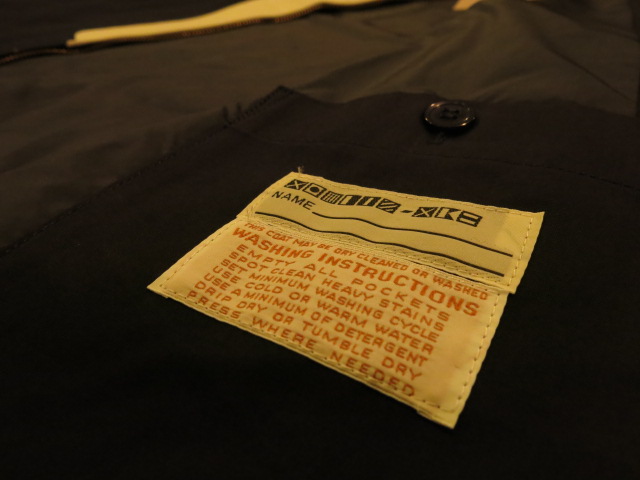 NAME
THIS COAT MAY BE DRY CLEANED OR WASHED
WASHING INSTRUCTIONS
EMPTY ALL POCKETS
SPOT CLEAN HEAVY STAINS
USE MINIMUM WASHING CYCLE
USE COLD OR WARM WATER
& MINIMUM OF DETERGENT
DRIP DRY OR TUMBLE DRY
PRESS WHERE NEEDED